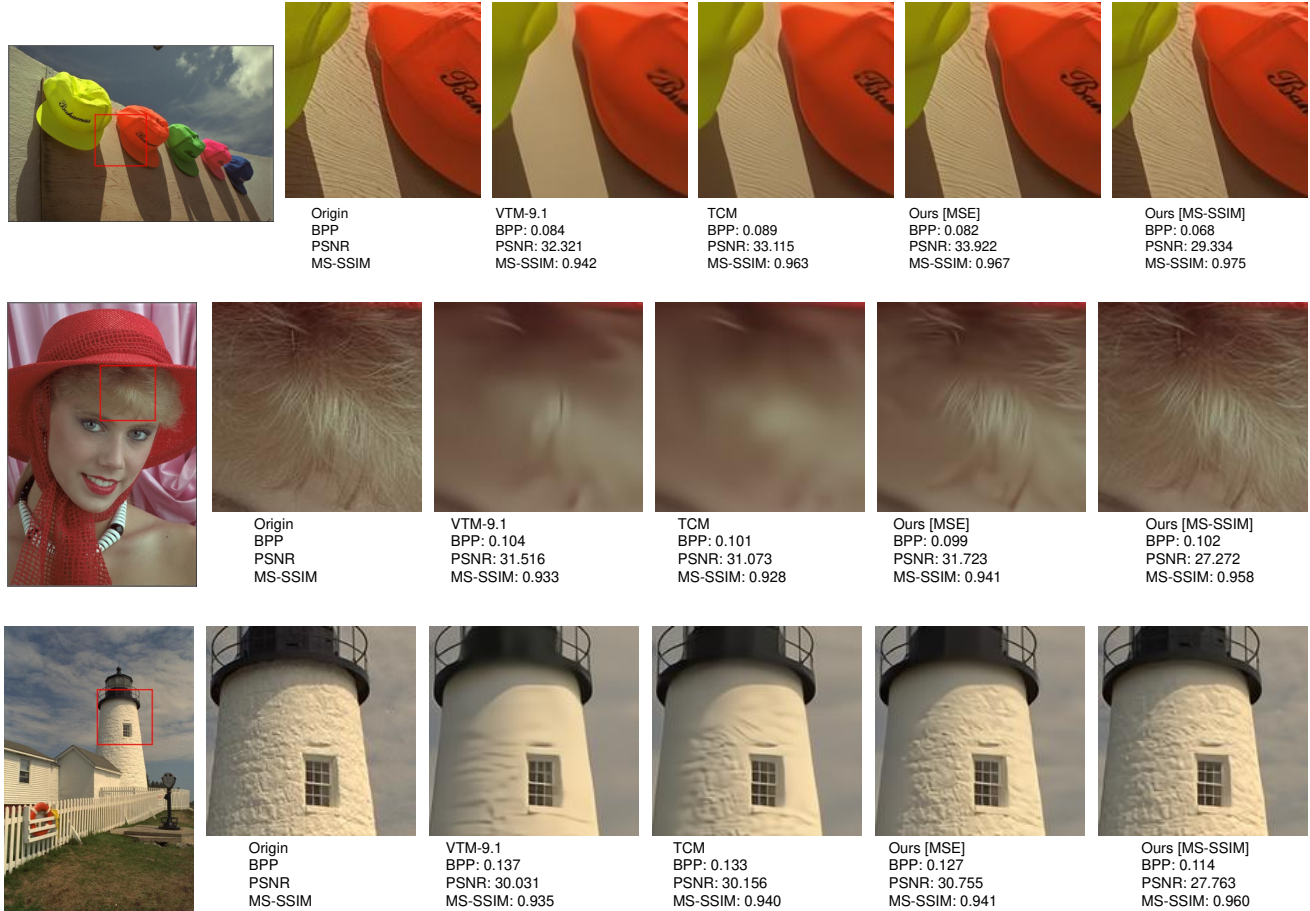 Bahamas
Ba
Bah
Ba
Ba
Ba
Origin
BPP
PSNR
MS-SSIM
VTM-9.1
BPP: 0.084
PSNR: 32.321
MS-SSIM: 0.942
TCM
BPP: 0.089
PSNR: 33.115
MS-SSIM: 0.963
Ours [MSE]
BPP: 0.082
PSNR: 33.922
MS-SSIM: 0.967
Ours [MS-SSIM]
BPP: 0.068
PSNR: 29.334
MS-SSIM: 0.975
Origin
BPP
PSNR
MS-SSIM
VTM-9.1
BPP: 0.104
PSNR: 31.516
MS-SSIM: 0.933
TCM
BPP: 0.101
PSNR: 31.073
MS-SSIM: 0.928
Ours [MSE]
BPP: 0.099
PSNR: 31.723
MS-SSIM: 0.941
Ours [MS-SSIM]
BPP: 0.102
PSNR: 27.272
MS-SSIM: 0.958
Origin
BPP
PSNR
MS-SSIM
VTM-9.1
BPP: 0.137
PSNR: 30.031
MS-SSIM: 0.935
TCM
BPP: 0.133
PSNR: 30.156
MS-SSIM: 0.940
Ours [MSE]
BPP: 0.127
PSNR: 30.755
MS-SSIM: 0.941
Ours [MS-SSIM]
BPP: 0.114
PSNR: 27.763
MS-SSIM: 0.960